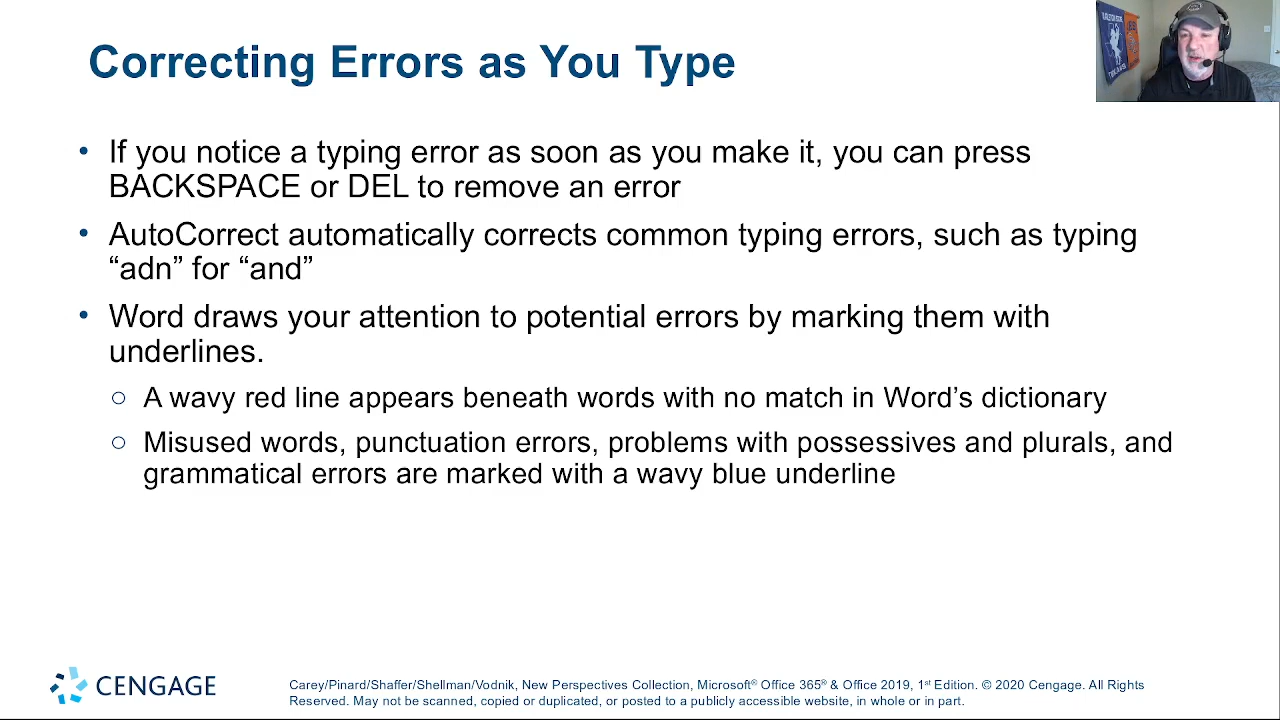 Correcting Errors as You Type
• If you notice a typing error as soon as you make it, you can press
BACKSPACE or DEL to remove an error
• AutoCorrect automatically corrects common typing errors, such as typing
“adn” for “and”
• Word draws your attention to potential errors by marking them with
underlines.
○ A wavy red line appears beneath words with no match in Word’s dictionary
○ Misused words, punctuation errors, problems with possessives and plurals, and
grammatical errors are marked with a wavy blue underline
CENGAGE
Carey/Pinard/Shaffer/Shellman/Vodnik, New Perspectives Collection, Microsoft® Office 365® & Office 2019, 1st Edition. © 2020 Cengage. All Rights
Reserved. May not be scanned, copied or duplicated, or posted to a publicly accessible website, in whole or in part.